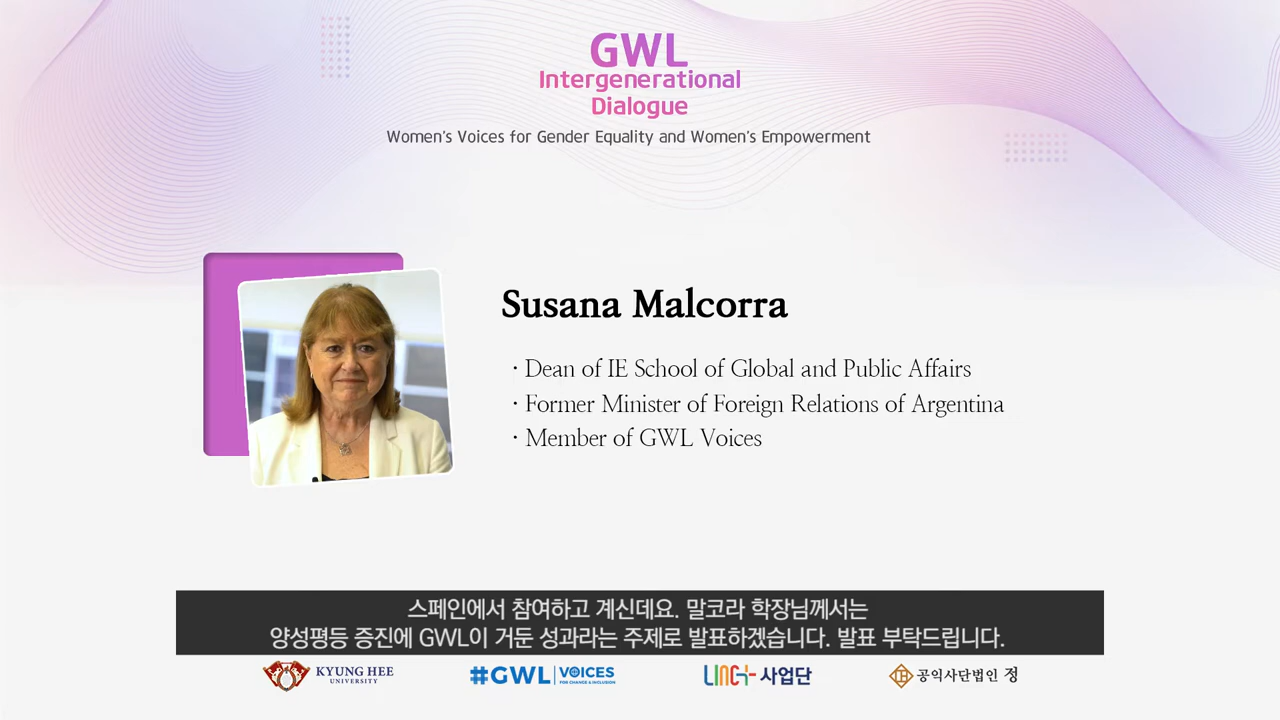 GWL
Intergenerational
Dialogue
Women's Voices for Gender Equality and Women's Empowerment
Susana Malcorra
· Dean of IE School of Global and Public Affairs
· Former Minister of Foreign Relations of Argentina
· Member of GWL Voices
스페인에서 참여하고 계신데요. 말코라 학장님께서는
양성평등 증진에 GWL이 거둔 성과라는 주제로 발표하겠습니다. 발표 부탁드립니다.
KYUNG HEE
UNIVERSITY
#GWL VOICES
FOR CHANGE & INCLUSION
LINC+ 사업단
공익사단법인 정